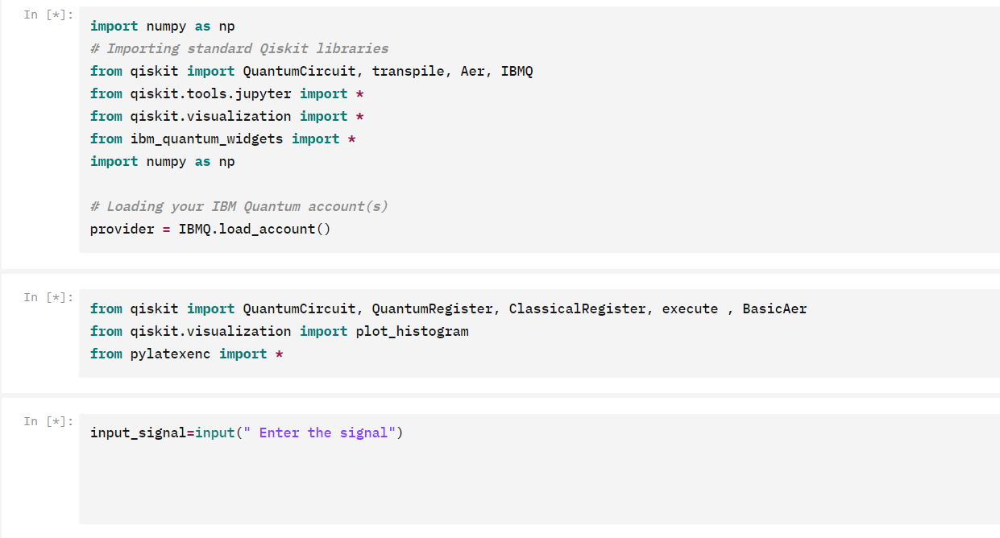 In [*]:
import numpy as np
# Importing standard Qiskit libraries
from qiskit import QuantumCircuit, transpile, Aer, IBMQ
from qiskit.tools.jupyter import *
from qiskit.visualization import *
from ibm_quantum_widgets import *
import numpy as np
# Loading your IBM Quantum account(s)
provider = IBMQ.load_account()
In [*]:
from qiskit import QuantumCircuit, QuantumRegister, ClassicalRegister, execute , BasicAer
from qiskit.visualization import plot_histogram
from pylatexenc import *
In [*]:
input_signal=input(" Enter the signal")